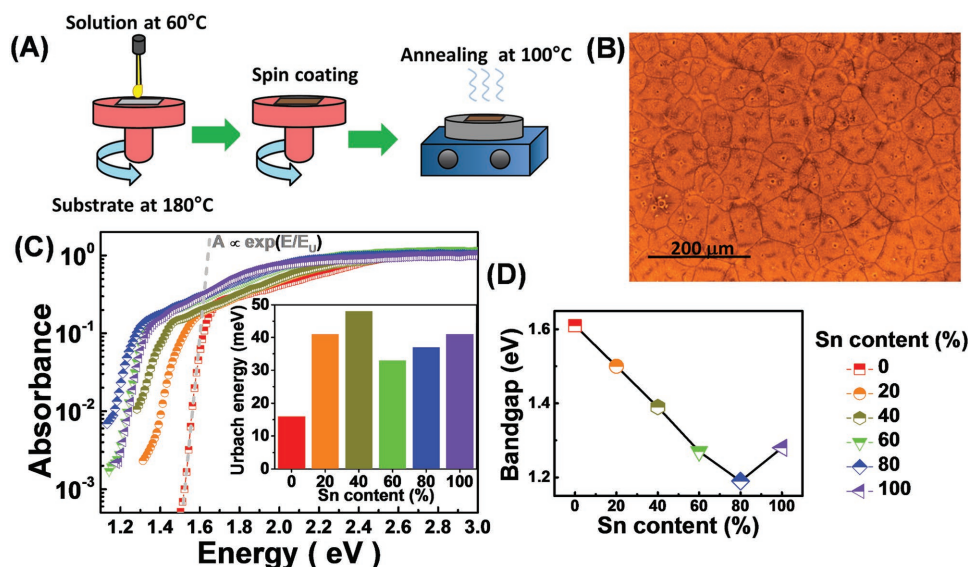 (A)
Solution at 60°C
Spin coating
Annealing at 100°C
Substrate at 180°C
(B)
200 µm
(C)
A ∝ exp(E/E_U)
Absorbance
10⁰
10⁻¹
10⁻²
10⁻³
1.2 1.4 1.6 1.8 2.0 2.2 2.4 2.6 2.8 3.0
Energy ( eV)
Urbach energy (meV)
50
40
30
20
10
0
0 20 40 60 80 100
Sn content (%)
(D)
Bandgap (eV)
1.6
1.4
1.2
0 20 40 60 80 100
Sn content (%)
Sn content (%)
0
20
40
60
80
100